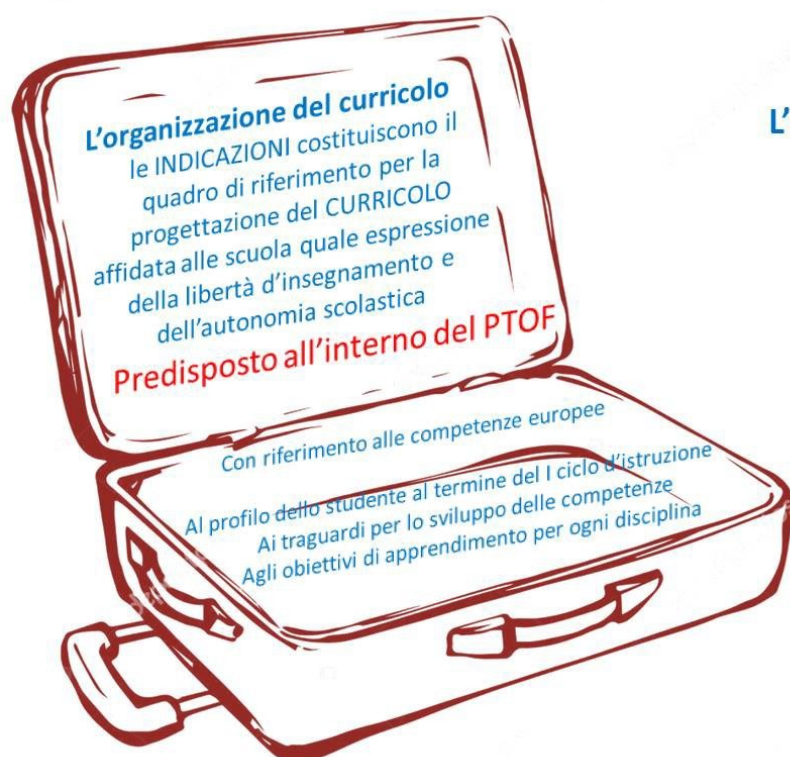 L'organizzazione del curricolo
le INDICAZIONI costituiscono il
quadro di riferimento per la
progettazione del CURRICOLO
affidata alle scuola quale espressione
della libertà d'insegnamento e
dell'autonomia scolastica
Predisposto all'interno del PTOF
Con riferimento alle competenze europee
Al profilo dello studente al termine del I ciclo d'istruzione
Ai traguardi per lo sviluppo delle competenze
Agli obiettivi di apprendimento per ogni disciplina
L'